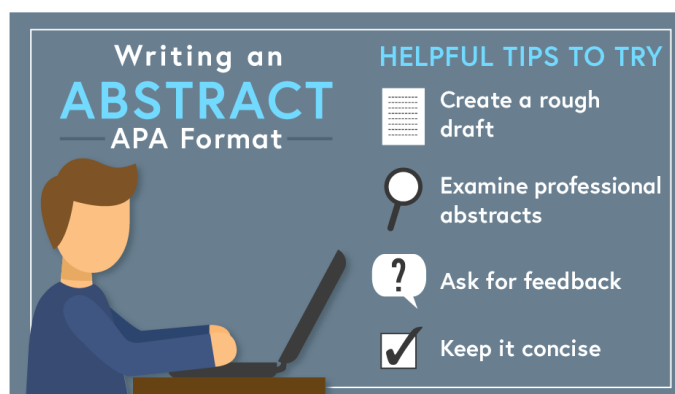 Writing an
ABSTRACT
APA Format
HELPFUL TIPS TO TRY
Create a rough
draft
Examine professional
abstracts
?
Ask for feedback
Keep it concise